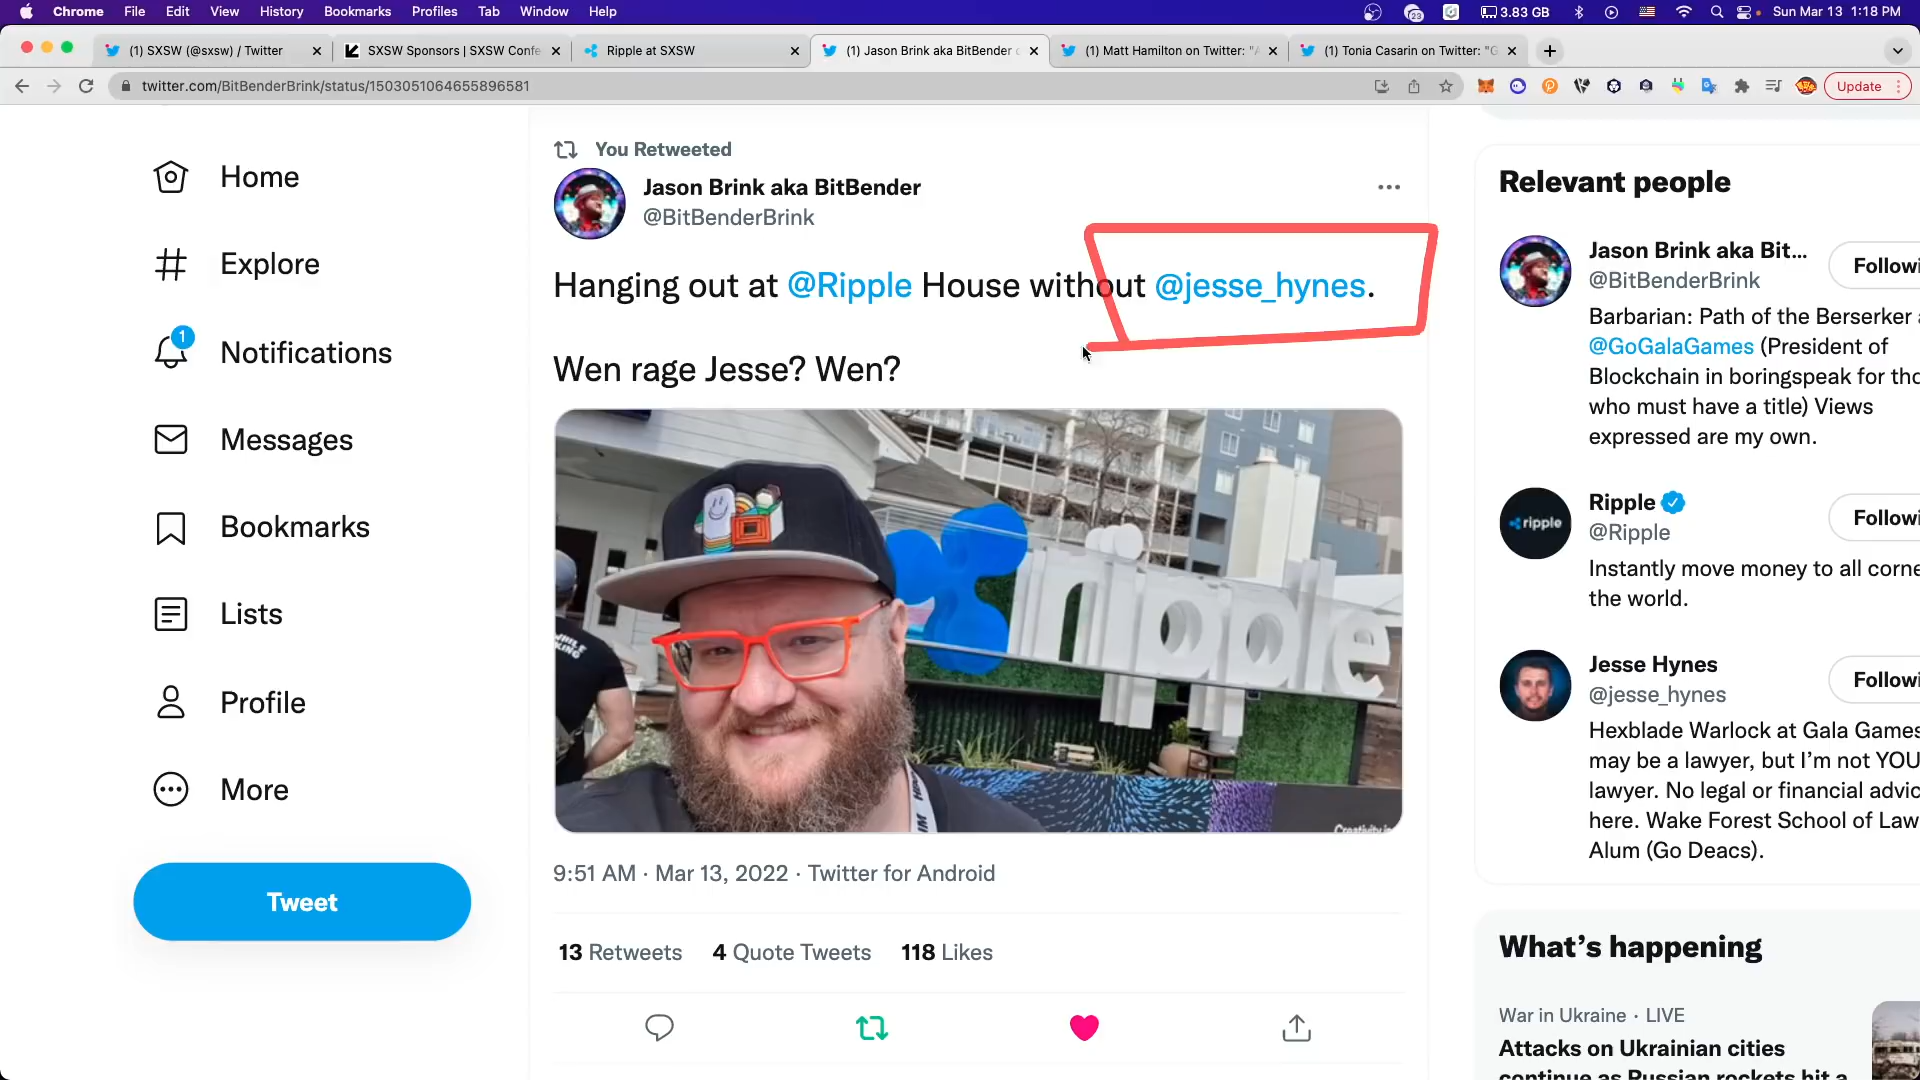 Chrome File Edit View History Bookmarks Profiles Tab Window Help 23 3.83 GB Sun Mar 13 1:18 PM
(1) SXSW (@sxsw) / Twitter SXSW Sponsors | SXSW Confe Ripple at SXSW (1) Jason Brink aka BitBender (1) Matt Hamilton on Twitter: "A (1) Tonia Casarin on Twitter: "G
twitter.com/BitBenderBrink/status/1503051064655896581 Update
Home
Explore
1
Notifications
Messages
Bookmarks
Lists
Profile
More
Tweet
You Retweeted
Jason Brink aka BitBender
@BitBenderBrink
Hanging out at @Ripple House without @jesse_hynes.
Wen rage Jesse? Wen?
ripple
9:51 AM · Mar 13, 2022 · Twitter for Android
13 Retweets 4 Quote Tweets 118 Likes
Relevant people
Jason Brink aka Bit...
@BitBenderBrink
Followi
Barbarian: Path of the Berserker
@GoGalaGames (President of
Blockchain in boringspeak for tho
who must have a title) Views
expressed are my own.
ripple
Ripple
@Ripple
Followi
Instantly move money to all corne
the world.
Jesse Hynes
@jesse_hynes
Followi
Hexblade Warlock at Gala Games
may be a lawyer, but I'm not YOU
lawyer. No legal or financial advic
here. Wake Forest School of Law
Alum (Go Deacs).
What's happening
War in Ukraine · LIVE
Attacks on Ukrainian cities
continue as Russian rockets hit a